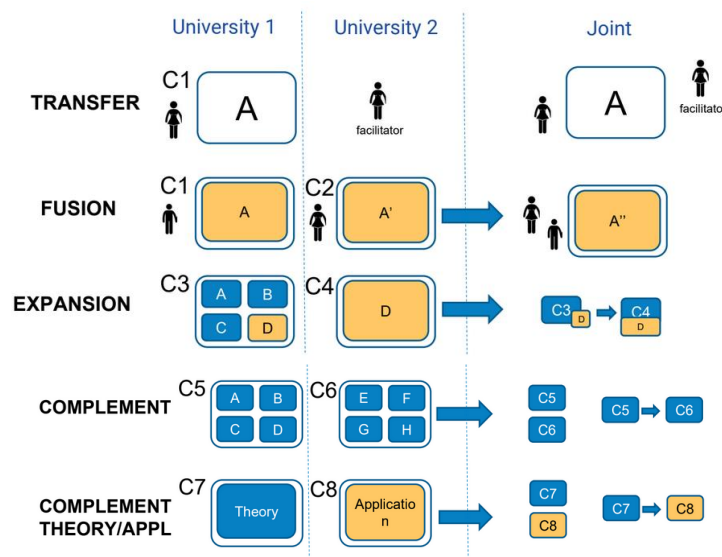 University 1
University 2
Joint
TRANSFER
C1
A
facilitator
A
facilitato
FUSION
C1
A
C2
A'
A''
EXPANSION
C3
A B
C D
C4
D
C3
D
C4
D
COMPLEMENT
C5
A B
C D
C6
E F
G H
C5
C6
C5
C6
COMPLEMENT
THEORY/APPL
C7
Theory
C8
Applicatio
n
C7
C8
C7
C8